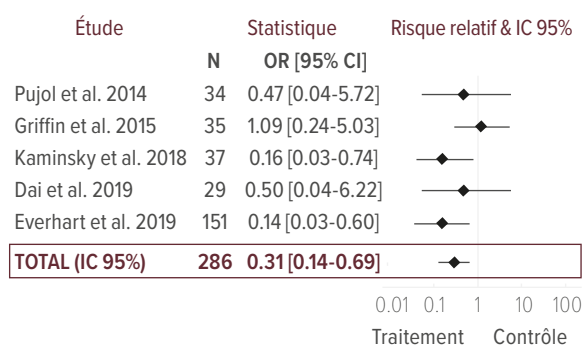 Étude Statistique Risque relatif & IC 95%
N OR [95% CI]
Pujol et al. 2014 34 0.47 [0.04-5.72]
Griffin et al. 2015 35 1.09 [0.24-5.03]
Kaminsky et al. 2018 37 0.16 [0.03-0.74]
Dai et al. 2019 29 0.50 [0.04-6.22]
Everhart et al. 2019 151 0.14 [0.03-0.60]
TOTAL (IC 95%) 286 0.31 [0.14-0.69]
0.01 0.1 1 10 100
Traitement Contrôle